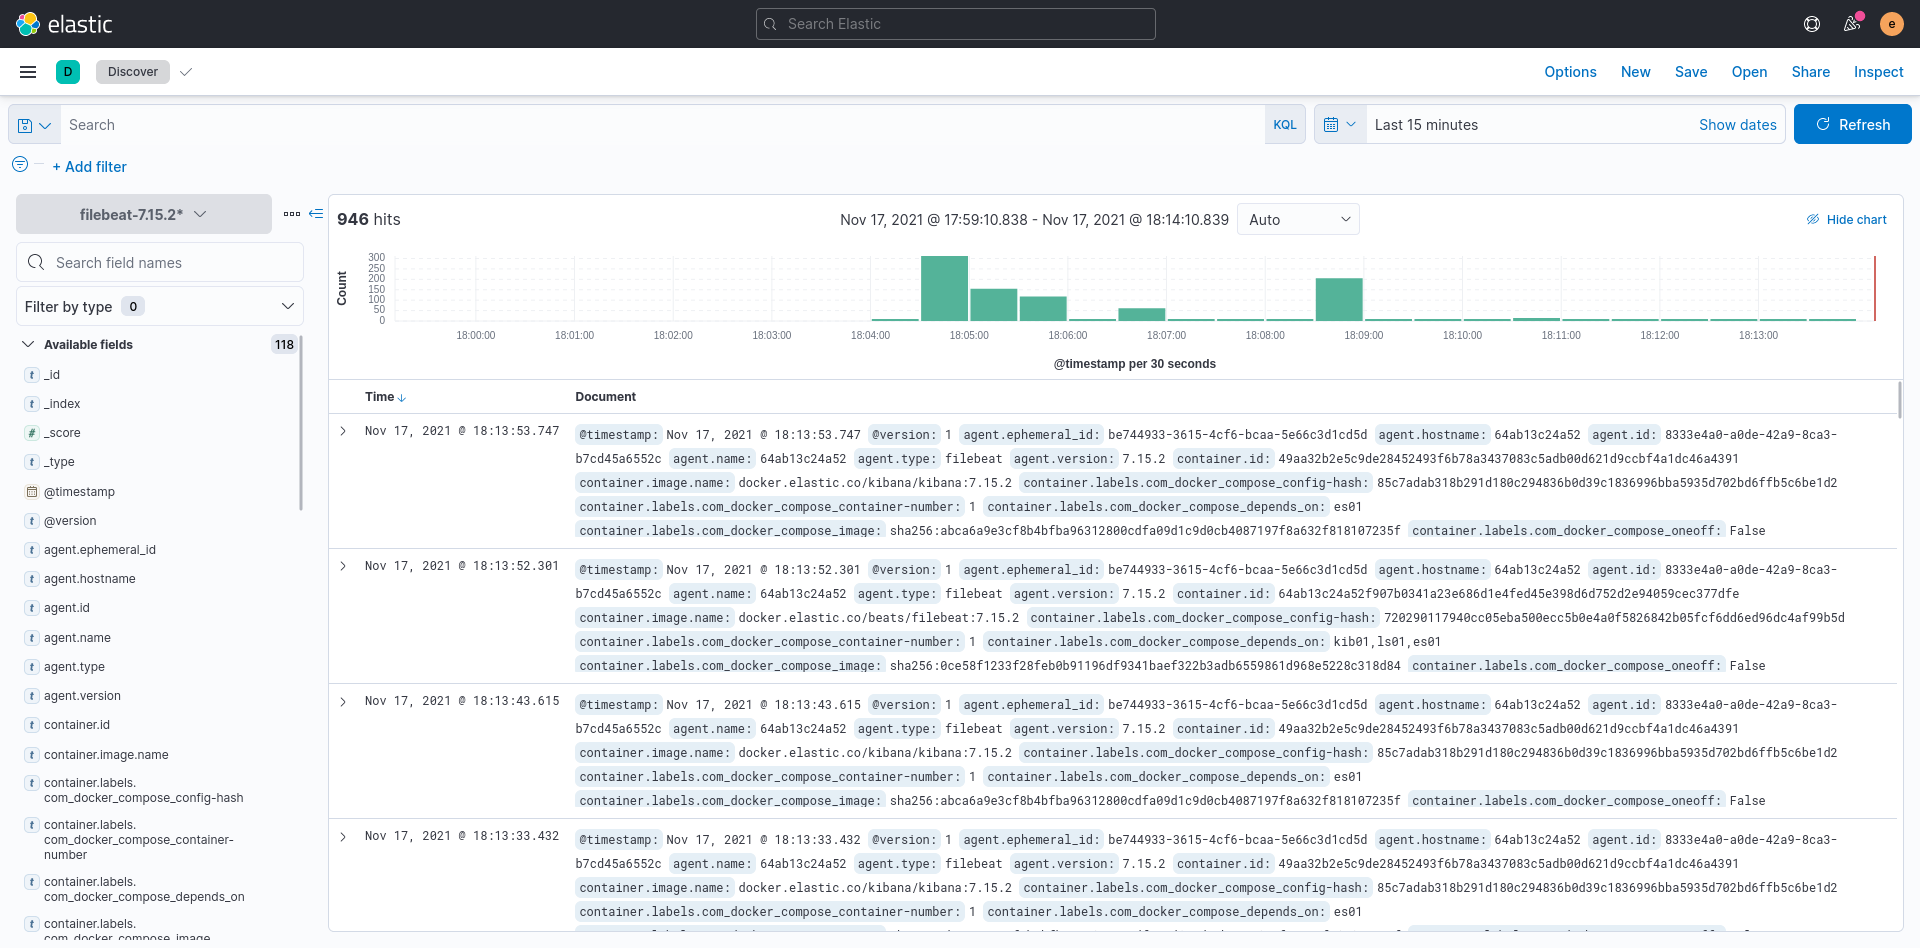 elastic
Search Elastic
e
D
Discover
Options New Save Open Share Inspect
Search
KQL
Last 15 minutes
Show dates
Refresh
+ Add filter
filebeat-7.15.2*
Search field names
Filter by type 0
Available fields 118
t _id
t _index
# _score
t _type
@timestamp
t @version
t agent.ephemeral_id
t agent.hostname
t agent.id
t agent.name
t agent.type
t agent.version
t container.id
t container.image.name
t container.labels.
com_docker_compose_config-hash
t container.labels.
com_docker_compose_container-
number
t container.labels.
com_docker_compose_depends_on
t container.labels.
com_docker_compose_image
946 hits
Nov 17, 2021 @ 17:59:10.838 - Nov 17, 2021 @ 18:14:10.839
Auto
Hide chart
Count
300
250
200
150
100
50
0
18:00:00 18:01:00 18:02:00 18:03:00 18:04:00 18:05:00 18:06:00 18:07:00 18:08:00 18:09:00 18:10:00 18:11:00 18:12:00 18:13:00
@timestamp per 30 seconds
Time Document
Nov 17, 2021 @ 18:13:53.747
@timestamp: Nov 17, 2021 @ 18:13:53.747 @version: 1 agent.ephemeral_id: be744933-3615-4cf6-bcaa-5e66c3d1cd5d agent.hostname: 64ab13c24a52 agent.id: 8333e4a0-a0de-42a9-8ca3-
b7cd45a6552c agent.name: 64ab13c24a52 agent.type: filebeat agent.version: 7.15.2 container.id: 49aa32b2e5c9de28452493f6b78a3437083c5adb00d621d9ccbf4a1dc46a4391
container.image.name: docker.elastic.co/kibana/kibana:7.15.2 container.labels.com_docker_compose_config-hash: 85c7adab318b291d180c294836b0d39c1836996bba5935d702bd6ffb5c6be1d2
container.labels.com_docker_compose_container-number: 1 container.labels.com_docker_compose_depends_on: es01
container.labels.com_docker_compose_image: sha256:abca6a9e3cf8b4bfba96312800cdfa09d1c9d0cb4087197f8a632f818107235f container.labels.com_docker_compose_oneoff: False
Nov 17, 2021 @ 18:13:52.301
@timestamp: Nov 17, 2021 @ 18:13:52.301 @version: 1 agent.ephemeral_id: be744933-3615-4cf6-bcaa-5e66c3d1cd5d agent.hostname: 64ab13c24a52 agent.id: 8333e4a0-a0de-42a9-8ca3-
b7cd45a6552c agent.name: 64ab13c24a52 agent.type: filebeat agent.version: 7.15.2 container.id: 64ab13c24a52f907b0341a23e686d1e4fed45e398d6d752d2e94059cec377dfe
container.image.name: docker.elastic.co/beats/filebeat:7.15.2 container.labels.com_docker_compose_config-hash: 720290117940cc05eba500ecc5b0e4a0f5826842b05fcf6dd6ed96dc4af99b5d
container.labels.com_docker_compose_container-number: 1 container.labels.com_docker_compose_depends_on: kib01,ls01,es01
container.labels.com_docker_compose_image: sha256:0ce58f1233f28feb0b91196df9341baef322b3adb6559861d968e5228c318d84 container.labels.com_docker_compose_oneoff: False
Nov 17, 2021 @ 18:13:43.615
@timestamp: Nov 17, 2021 @ 18:13:43.615 @version: 1 agent.ephemeral_id: be744933-3615-4cf6-bcaa-5e66c3d1cd5d agent.hostname: 64ab13c24a52 agent.id: 8333e4a0-a0de-42a9-8ca3-
b7cd45a6552c agent.name: 64ab13c24a52 agent.type: filebeat agent.version: 7.15.2 container.id: 49aa32b2e5c9de28452493f6b78a3437083c5adb00d621d9ccbf4a1dc46a4391
container.image.name: docker.elastic.co/kibana/kibana:7.15.2 container.labels.com_docker_compose_config-hash: 85c7adab318b291d180c294836b0d39c1836996bba5935d702bd6ffb5c6be1d2
container.labels.com_docker_compose_container-number: 1 container.labels.com_docker_compose_depends_on: es01
container.labels.com_docker_compose_image: sha256:abca6a9e3cf8b4bfba96312800cdfa09d1c9d0cb4087197f8a632f818107235f container.labels.com_docker_compose_oneoff: False
Nov 17, 2021 @ 18:13:33.432
@timestamp: Nov 17, 2021 @ 18:13:33.432 @version: 1 agent.ephemeral_id: be744933-3615-4cf6-bcaa-5e66c3d1cd5d agent.hostname: 64ab13c24a52 agent.id: 8333e4a0-a0de-42a9-8ca3-
b7cd45a6552c agent.name: 64ab13c24a52 agent.type: filebeat agent.version: 7.15.2 container.id: 49aa32b2e5c9de28452493f6b78a3437083c5adb00d621d9ccbf4a1dc46a4391
container.image.name: docker.elastic.co/kibana/kibana:7.15.2 container.labels.com_docker_compose_config-hash: 85c7adab318b291d180c294836b0d39c1836996bba5935d702bd6ffb5c6be1d2
container.labels.com_docker_compose_container-number: 1 container.labels.com_docker_compose_depends_on: es01